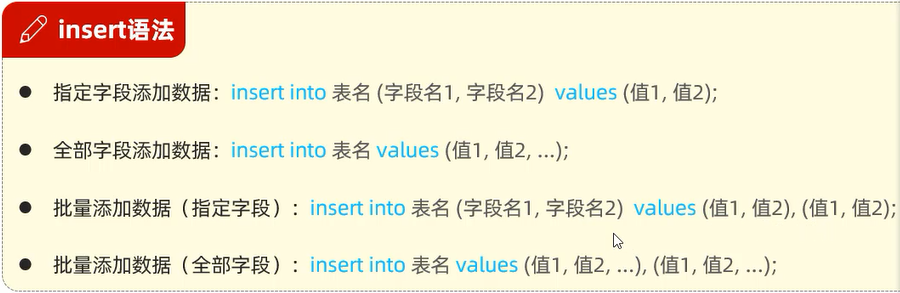 insert语法
指定字段添加数据：insert into 表名 (字段名1, 字段名2) values (值1, 值2);
全部字段添加数据：insert into 表名 values (值1, 值2, ...);
批量添加数据（指定字段）：insert into 表名 (字段名1, 字段名2) values (值1, 值2), (值1, 值2);
批量添加数据（全部字段）：insert into 表名 values (值1, 值2, ...), (值1, 值2, ...);